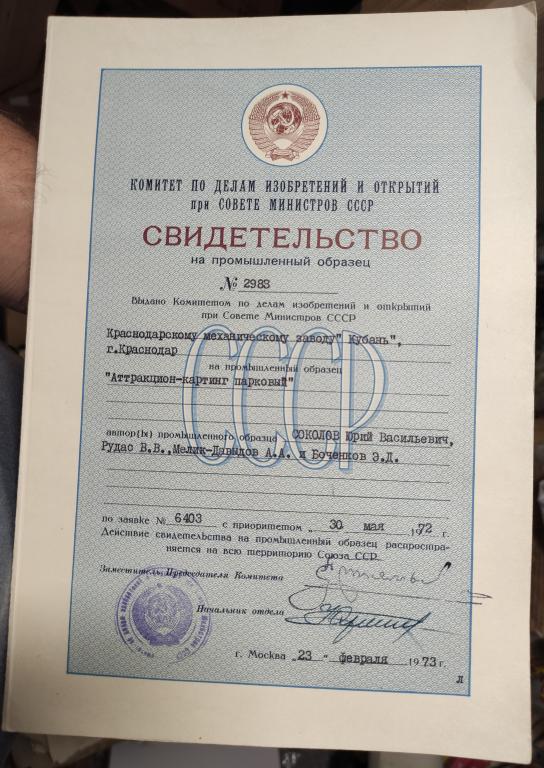 КОМИТЕТ ПО ДЕЛАМ ИЗОБРЕТЕНИЙ И ОТКРЫТИЙ
при СОВЕТЕ МИНИСТРОВ СССР
СВИДЕТЕЛЬСТВО
на промышленный образец
№ 2983
Выдано Комитетом по делам изобретений и открытий
при Совете Министров СССР
Краснодарскому механическому заводу" Кубань",
г.Краснодар
на промышленный образец
"Аттракцион-картинг парковый"
СССР
автор(ы) промышленного образца СОКОЛОВ Юрий Васильевич,
Рудас В.В., Мелик-Давыдов А.А. и Боченков Э.Д.
по заявке № 6403 с приоритетом „ 30 мая 1972 г.
Действие свидетельства на промышленный образец распростра-
няется на всю территорию Союза ССР.
Заместитель Председателя Комитета
Начальник отдела
г. Москва „23 - февраля 1973 г.
Л